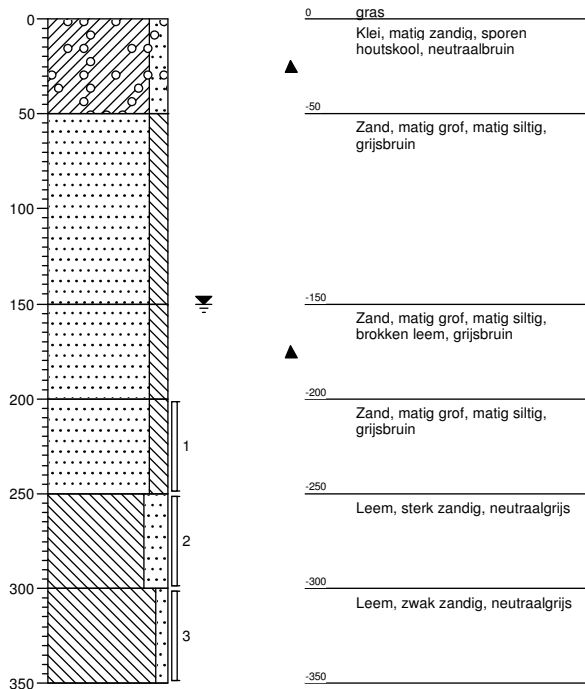 0
50
100
150
200
250
300
350
1
2
3
0
gras
Klei, matig zandig, sporen
houtskool, neutraalbruin
-50
Zand, matig grof, matig siltig,
grijsbruin
-150
Zand, matig grof, matig siltig,
brokken leem, grijsbruin
-200
Zand, matig grof, matig siltig,
grijsbruin
-250
Leem, sterk zandig, neutraalgrijs
-300
Leem, zwak zandig, neutraalgrijs
-350